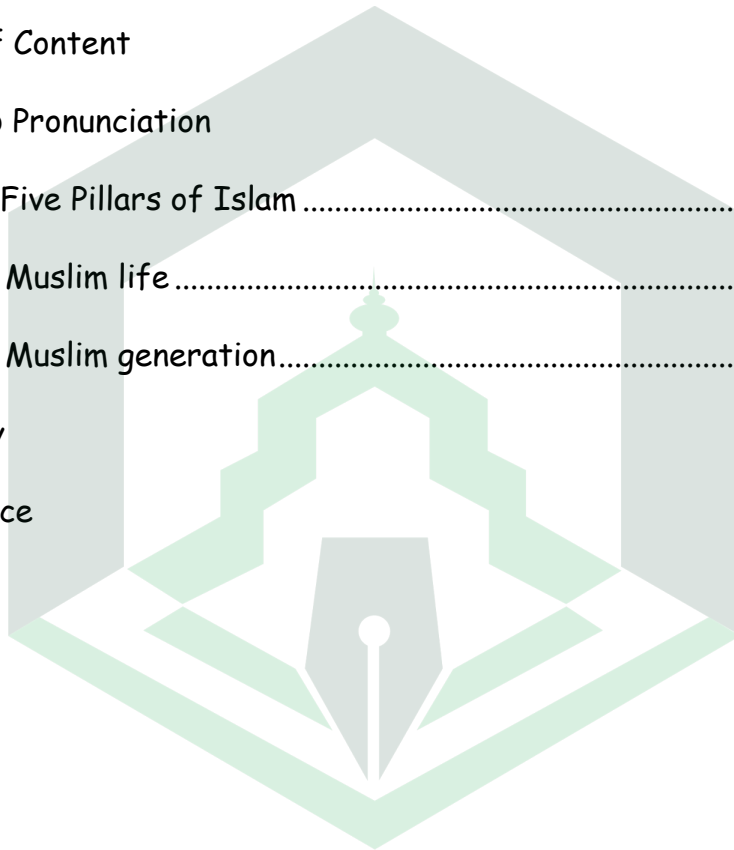 Content
Pronunciation
Five Pillars of Islam ..........................................................
Muslim life ..........................................................................
Muslim generation.............................................................
ce